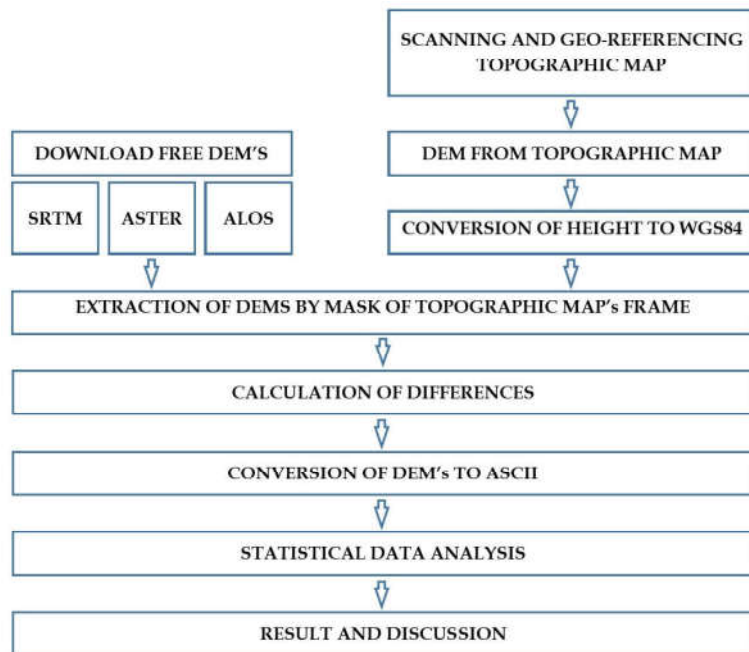 SCANNING AND GEO-REFERENCING
TOPOGRAPHIC MAP
DOWNLOAD FREE DEM'S
DEM FROM TOPOGRAPHIC MAP
SRTM
ASTER
ALOS
CONVERSION OF HEIGHT TO WGS84
EXTRACTION OF DEMS BY MASK OF TOPOGRAPHIC MAP's FRAME
CALCULATION OF DIFFERENCES
CONVERSION OF DEM's TO ASCII
STATISTICAL DATA ANALYSIS
RESULT AND DISCUSSION